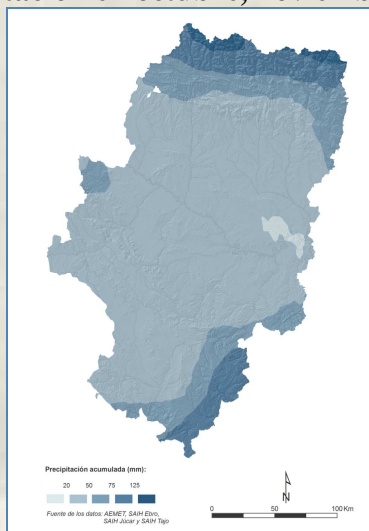 Precipitación acumulada (mm):
20 50 75 125
Fuente de los datos: AEMET, SAIH Ebro,
SAIH Júcar y SAIH Tajo
N
0 50 100 Km